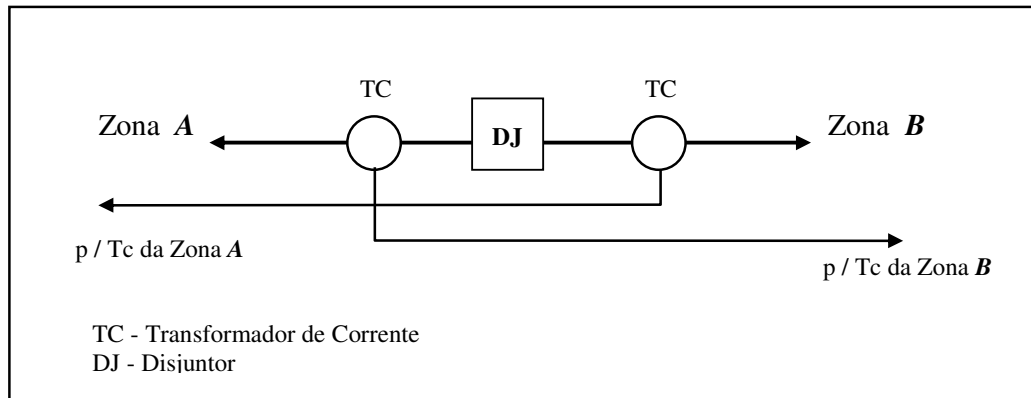 TC
TC
Zona A
DJ
Zona B
p / Tc da Zona A
p / Tc da Zona B
TC - Transformador de Corrente
DJ - Disjuntor